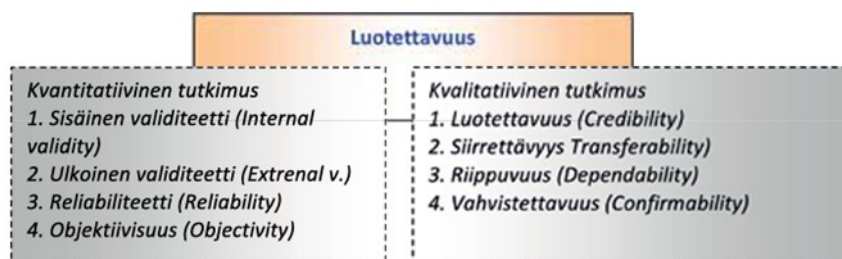 Luotettavuus
Kvantitatiivinen tutkimus
1. Sisäinen validiteetti (Internal
validity)
2. Ulkoinen validiteetti (Extrenal v.)
3. Reliabiliteetti (Reliability)
4. Objektiivisuus (Objectivity)
Kvalitatiivinen tutkimus
1. Luotettavuus (Credibility)
2. Siirrettävyys Transferability)
3. Riippuvuus (Dependability)
4. Vahvistettavuus (Confirmability)